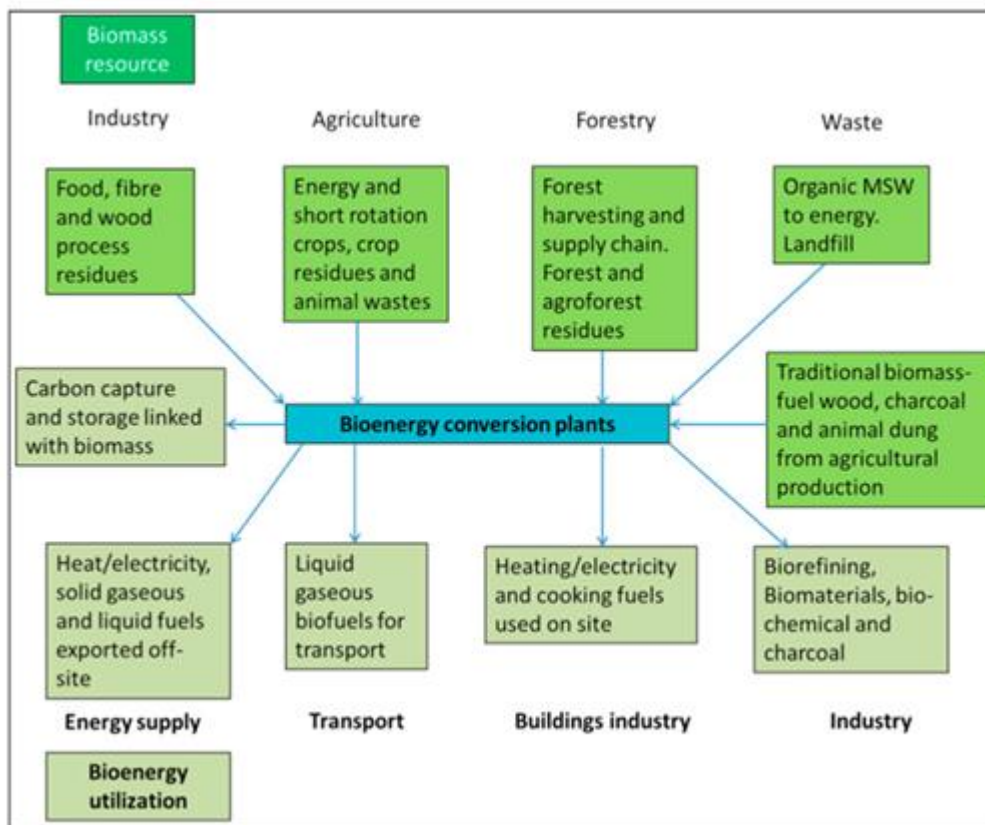 Biomass
resource
Industry
Agriculture
Forestry
Waste
Food, fibre
and wood
process
residues
Energy and
short rotation
crops, crop
residues and
animal wastes
Forest
harvesting and
supply chain.
Forest and
agroforest
residues
Organic MSW
to energy.
Landfill
Carbon capture
and storage linked
with biomass
Bioenergy conversion plants
Traditional biomass-
fuel wood, charcoal
and animal dung
from agricultural
production
Heat/electricity,
solid gaseous
and liquid fuels
exported off-
site
Liquid
gaseous
biofuels for
transport
Heating/electricity
and cooking fuels
used on site
Biorefining,
Biomaterials, bio-
chemical and
charcoal
Energy supply
Transport
Buildings industry
Industry
Bioenergy
utilization